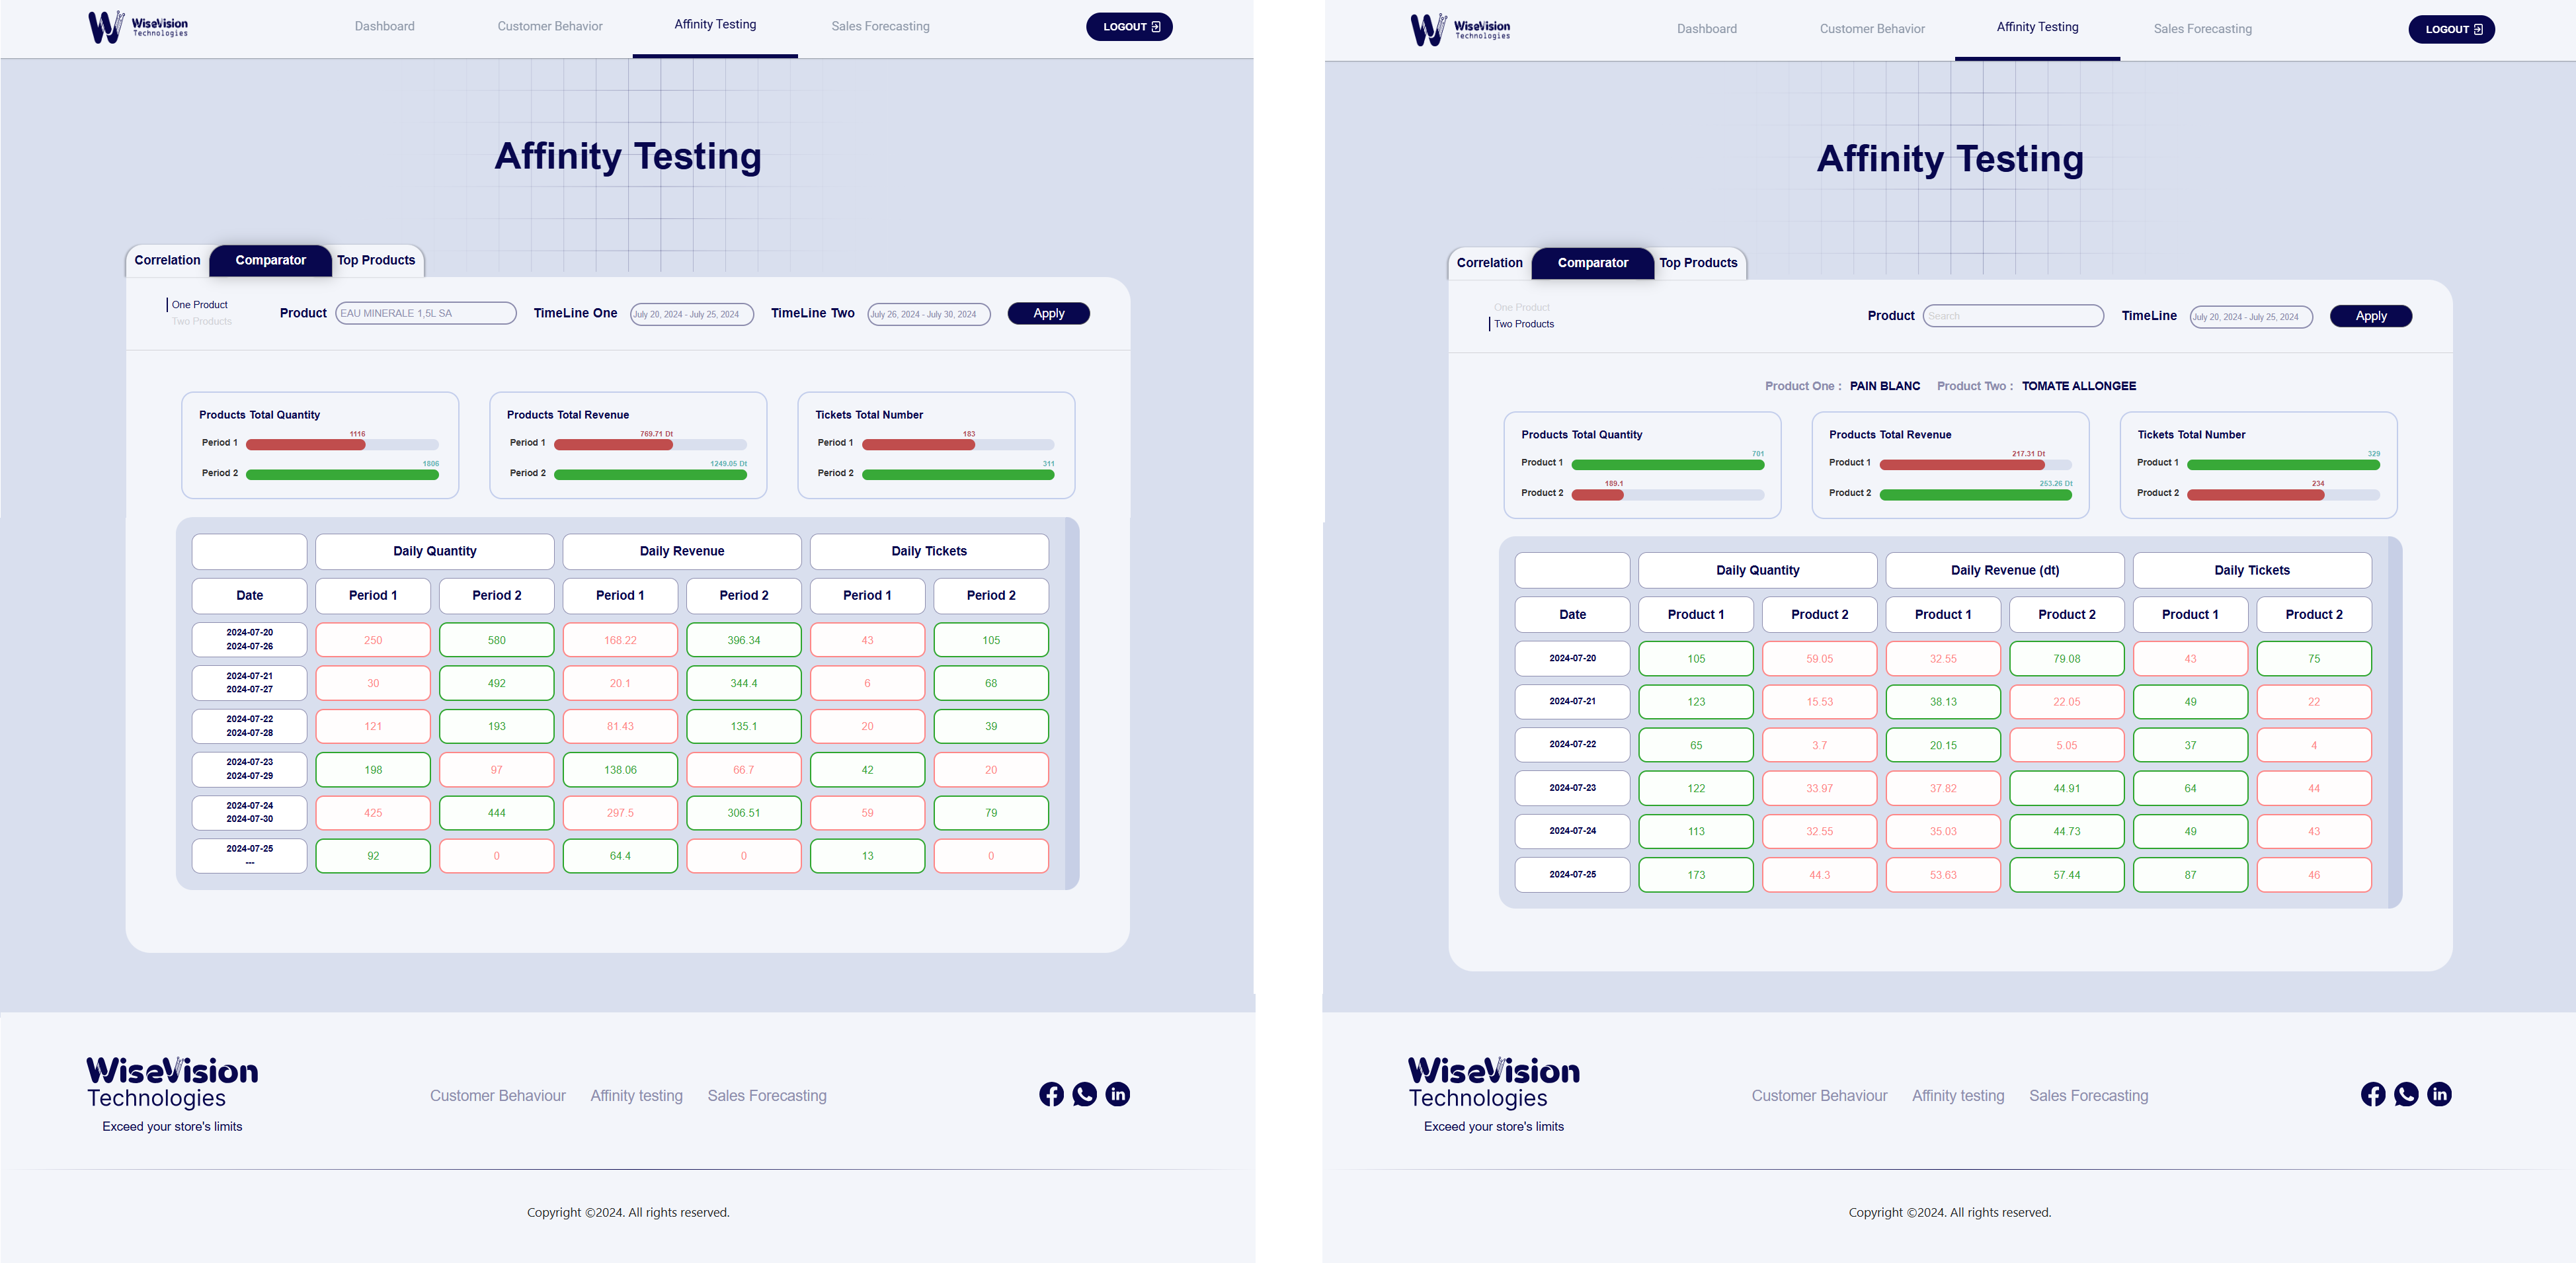 WiseVision
Technologies
Dashboard Customer Behavior Affinity Testing Sales Forecasting LOGOUT
Affinity Testing
Correlation Comparator Top Products
One Product
Two Products
Product EAU MINERALE 1,5L SA TimeLine One July 20, 2024 - July 25, 2024 TimeLine Two July 26, 2024 - July 30, 2024 Apply
Products Total Quantity
1116
Period 1
1806
Period 2
Products Total Revenue
769.71 Dt
Period 1
1249.05 Dt
Period 2
Tickets Total Number
183
Period 1
311
Period 2
Daily Quantity Daily Revenue Daily Tickets
Date Period 1 Period 2 Period 1 Period 2 Period 1 Period 2
2024-07-20
2024-07-26
250 580 168.22 396.34 43 105
2024-07-21
2024-07-27
30 492 20.1 344.4 6 68
2024-07-22
2024-07-28
121 193 81.43 135.1 20 39
2024-07-23
2024-07-29
198 97 138.06 66.7 42 20
2024-07-24
2024-07-30
425 444 297.5 306.51 59 79
2024-07-25
---
92 0 64.4 0 13 0
WiseVision
Technologies
Exceed your store's limits
Customer Behaviour Affinity testing Sales Forecasting
Copyright ©2024. All rights reserved.
WiseVision
Technologies
Dashboard Customer Behavior Affinity Testing Sales Forecasting LOGOUT
Affinity Testing
Correlation Comparator Top Products
One Product
Two Products
Product Search TimeLine July 20, 2024 - July 25, 2024 Apply
Product One : PAIN BLANC Product Two : TOMATE ALLONGEE
Products Total Quantity
701
Product 1
189.1
Product 2
Products Total Revenue
217.31 Dt
Product 1
253.26 Dt
Product 2
Tickets Total Number
329
Product 1
234
Product 2
Daily Quantity Daily Revenue (dt) Daily Tickets
Date Product 1 Product 2 Product 1 Product 2 Product 1 Product 2
2024-07-20 105 59.05 32.55 79.08 43 75
2024-07-21 123 15.53 38.13 22.05 49 22
2024-07-22 65 3.7 20.15 5.05 37 4
2024-07-23 122 33.97 37.82 44.91 64 44
2024-07-24 113 32.55 35.03 44.73 49 43
2024-07-25 173 44.3 53.63 57.44 87 46
WiseVision
Technologies
Exceed your store's limits
Customer Behaviour Affinity testing Sales Forecasting
Copyright ©2024. All rights reserved.